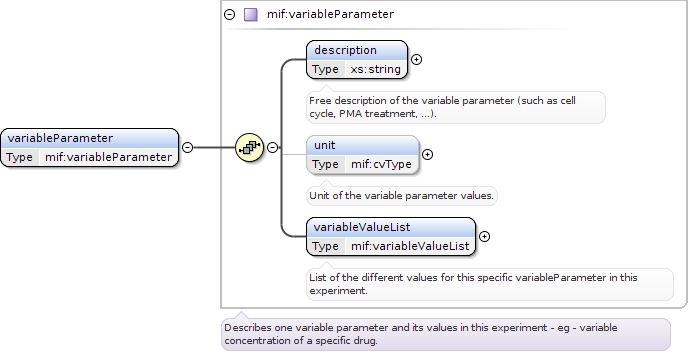 mif:variableParameter
description
Type xs:string
Free description of the variable parameter (such as cell
cycle, PMA treatment, ...).
variableParameter
Type mif:variableParameter
unit
Type mif:cvType
Unit of the variable parameter values.
variableValueList
Type mif:variableValueList
List of the different values for this specific variableParameter in this
experiment.
Describes one variable parameter and its values in this experiment - eg - variable
concentration of a specific drug.